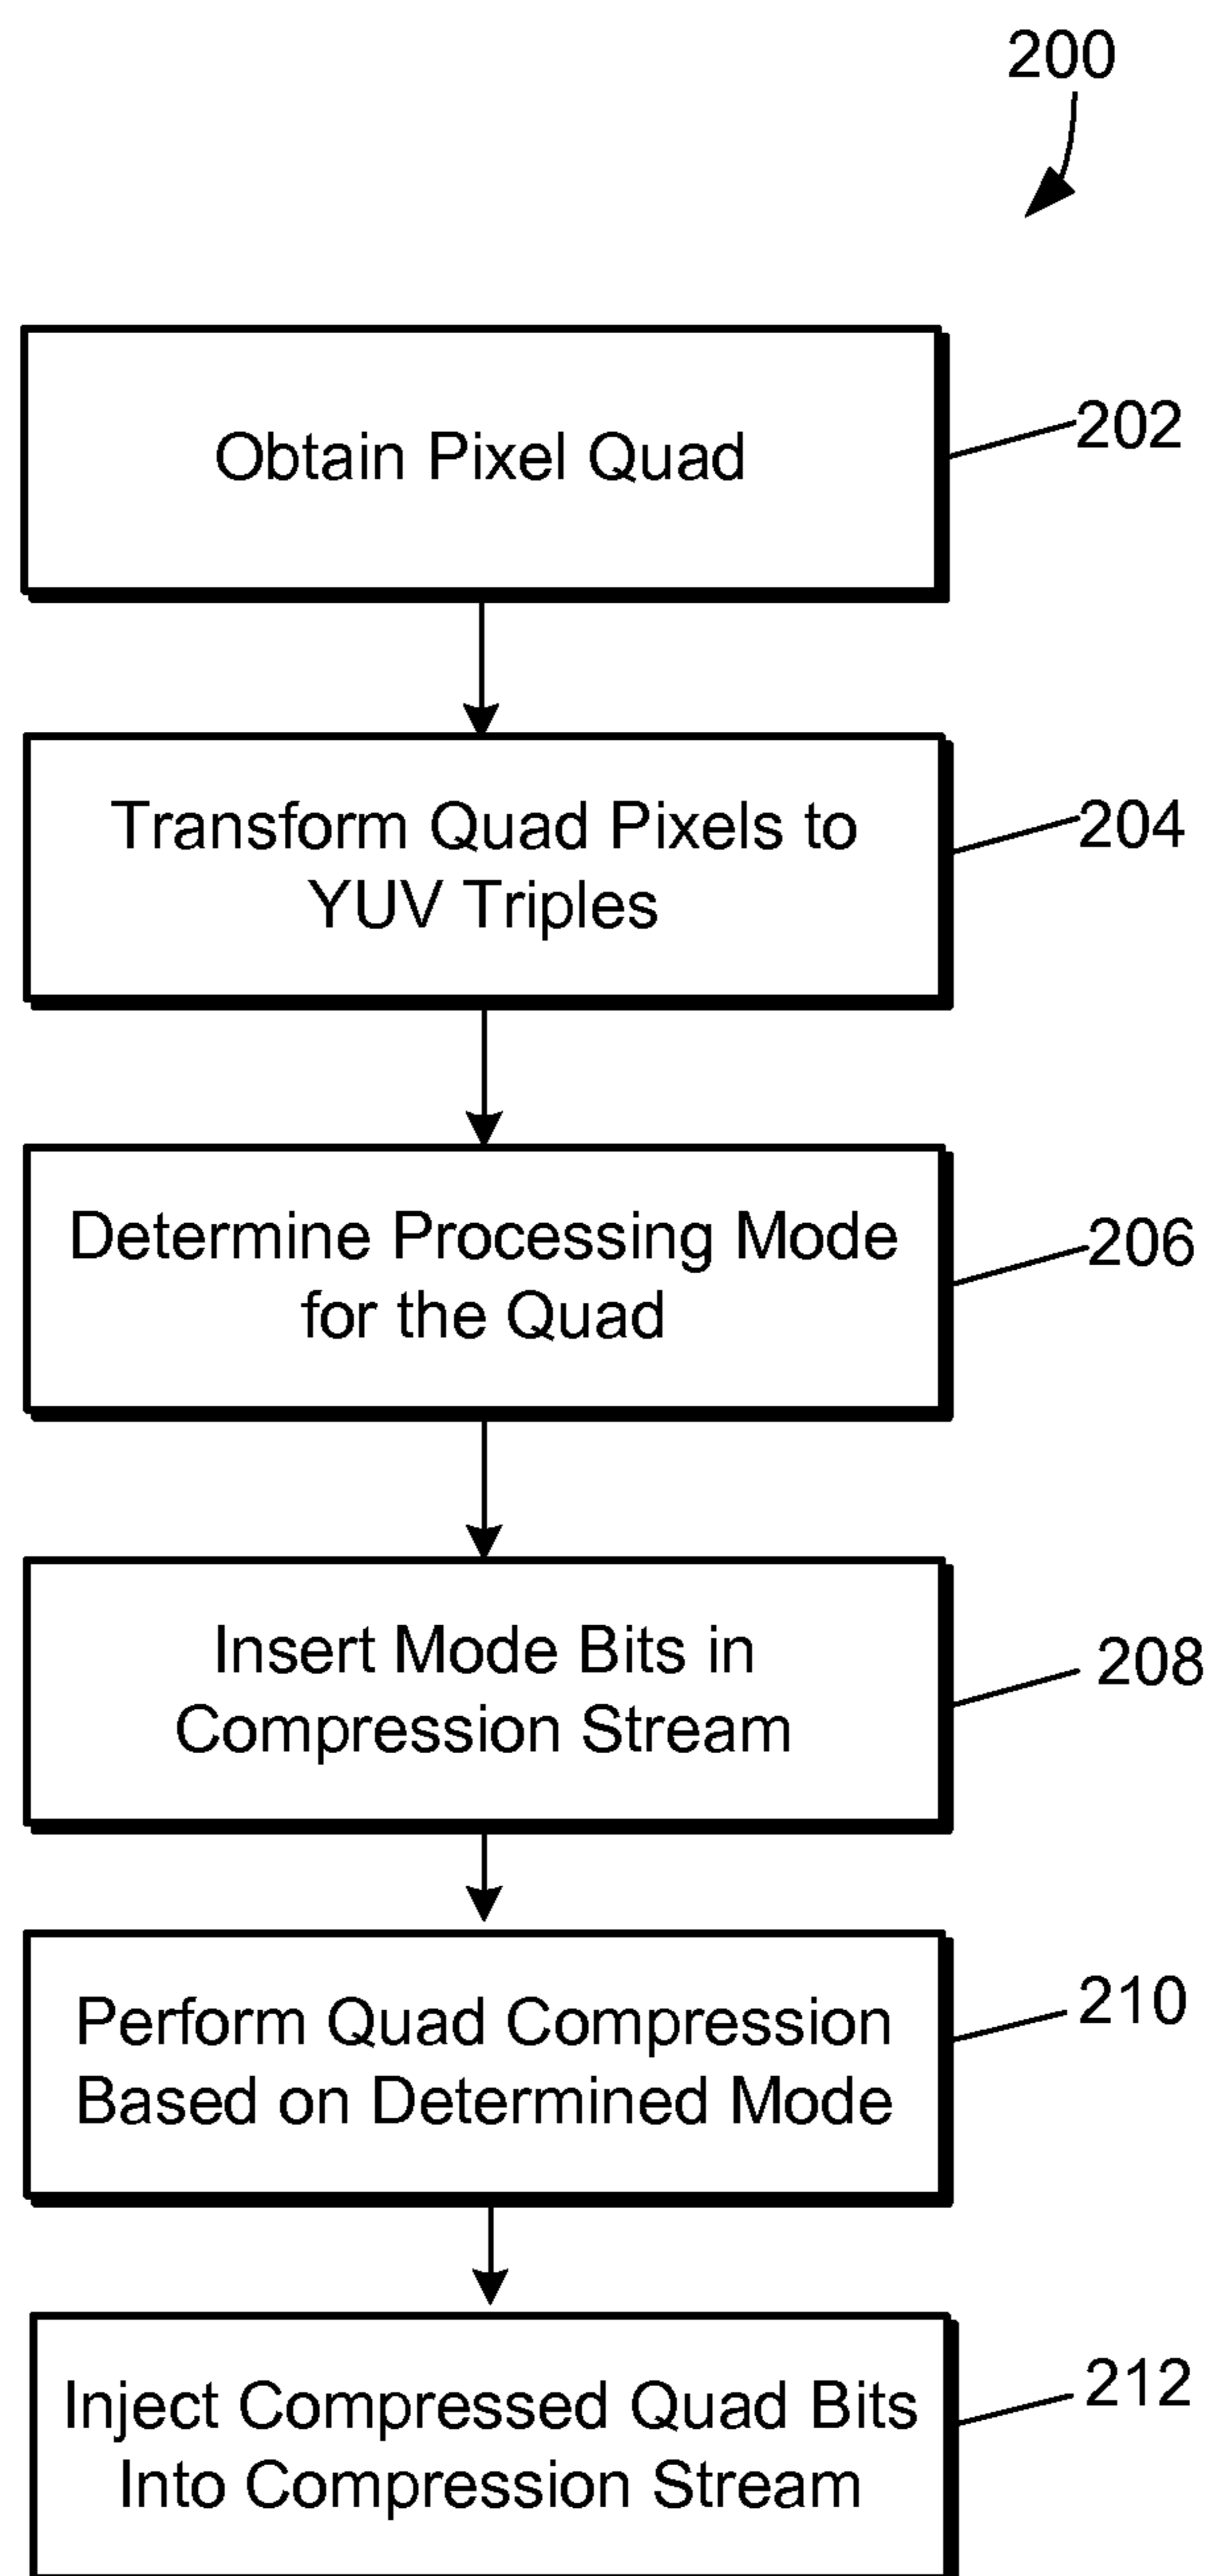 200
Obtain Pixel Quad
202
Transform Quad Pixels to
YUV Triples
204
Determine Processing Mode
for the Quad
206
Insert Mode Bits in
Compression Stream
208
Perform Quad Compression
Based on Determined Mode
210
Inject Compressed Quad Bits
Into Compression Stream
212